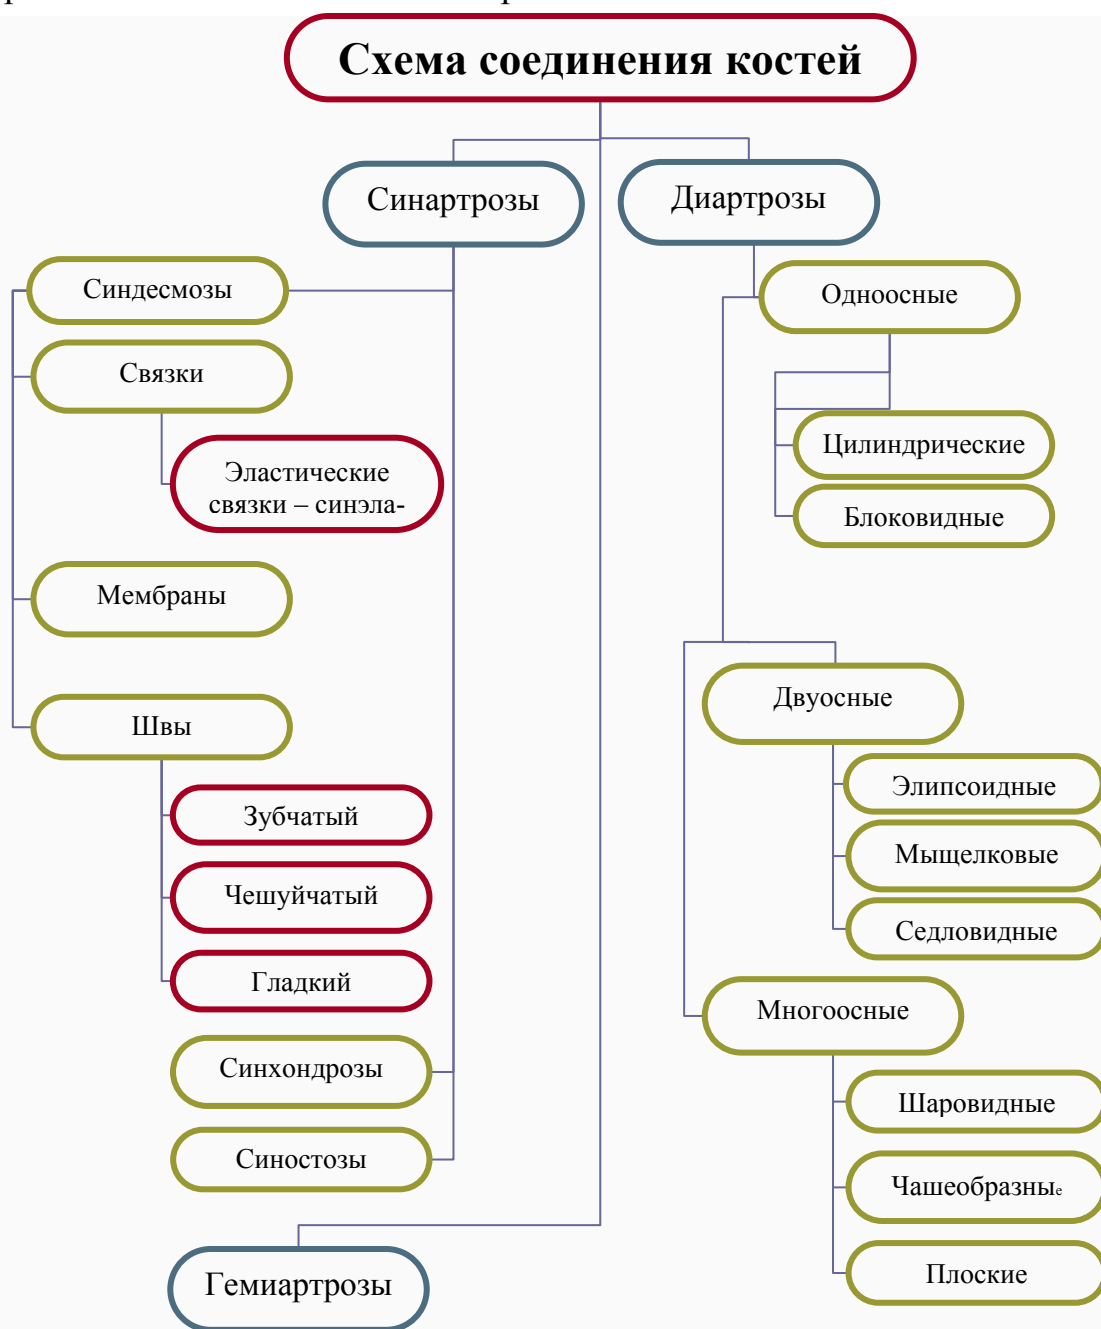 Схема соединения костей
Синартрозы
Диартрозы
Синдесмозы
Связки
Эластические
связки – синэла-
Мембраны
Швы
Зубчатый
Чешуйчатый
Гладкий
Синхондрозы
Синостозы
Гемиартрозы
Одноосные
Цилиндрические
Блоковидные
Двуосные
Элипсоидные
Мыщелковые
Седловидные
Многоосные
Шаровидные
Чашеобразные
Плоские